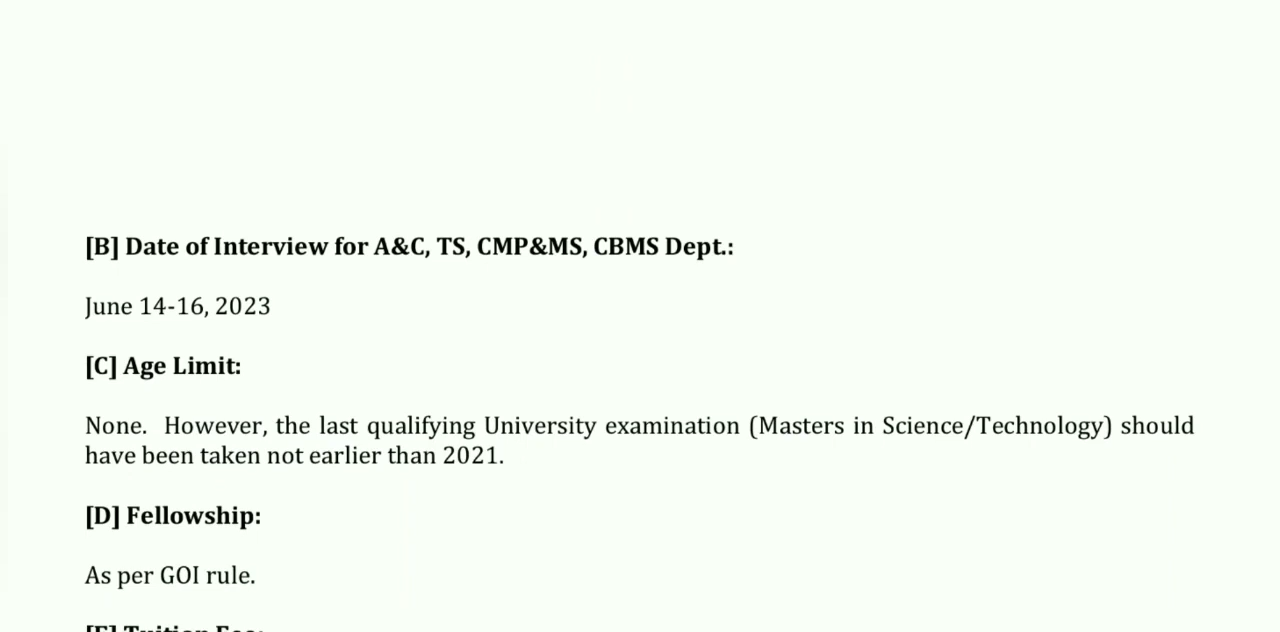 [B] Date of Interview for A&C, TS, CMP&MS, CBMS Dept.:
June 14-16, 2023
[C] Age Limit:
None.  However, the last qualifying University examination (Masters in Science/Technology) should
have been taken not earlier than 2021.
[D] Fellowship:
As per GOI rule.
[E] Tuition Fee: